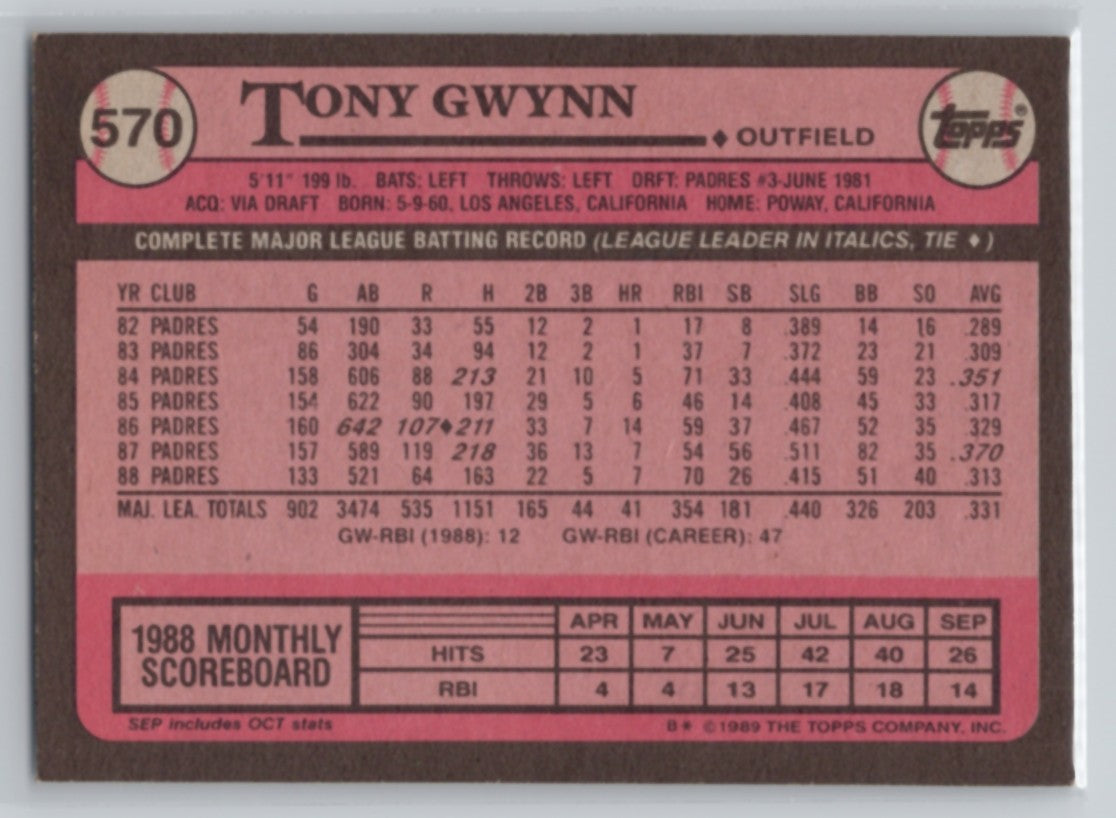 570
TONY GWYNN
♦ OUTFIELD
topps®
5'11" 199 lb. BATS: LEFT THROWS: LEFT DRFT: PADRES #3-JUNE 1981
ACQ: VIA DRAFT BORN: 5-9-60, LOS ANGELES, CALIFORNIA HOME: POWAY, CALIFORNIA
COMPLETE MAJOR LEAGUE BATTING RECORD (LEAGUE LEADER IN ITALICS, TIE ♦)
YR CLUB G AB R H 2B 3B HR RBI SB SLG BB SO AVG
82 PADRES 54 190 33 55 12 2 1 17 8 .389 14 16 .289
83 PADRES 86 304 34 94 12 2 1 37 7 .372 23 21 .309
84 PADRES 158 606 88 213 21 10 5 71 33 .444 59 23 .351
85 PADRES 154 622 90 197 29 5 6 46 14 .408 45 33 .317
86 PADRES 160 642 107♦211 33 7 14 59 37 .467 52 35 .329
87 PADRES 157 589 119 218 36 13 7 54 56 .511 82 35 .370
88 PADRES 133 521 64 163 22 5 7 70 26 .415 51 40 .313
MAJ. LEA. TOTALS 902 3474 535 1151 165 44 41 354 181 .440 326 203 .331
GW-RBI (1988): 12 GW-RBI (CAREER): 47
1988 MONTHLY
SCOREBOARD
APR MAY JUN JUL AUG SEP
HITS 23 7 25 42 40 26
RBI 4 4 13 17 18 14
SEP includes OCT stats
B* ©1989 THE TOPPS COMPANY, INC.